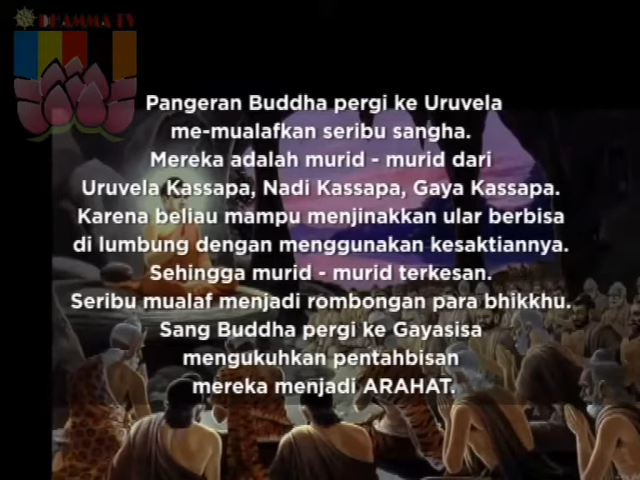 DHAMMA TV
Pangeran Buddha pergi ke Uruvela
me-mualafkan seribu sangha.
Mereka adalah murid - murid dari
Uruvela Kassapa, Nadi Kassapa, Gaya Kassapa.
Karena beliau mampu menjinakkan ular berbisa
di lumbung dengan menggunakan kesaktiannya.
Sehingga murid - murid terkesan.
Seribu mualaf menjadi rombongan para bhikkhu.
Sang Buddha pergi ke Gayasisa
mengukuhkan pentahbisan
mereka menjadi ARAHAT.